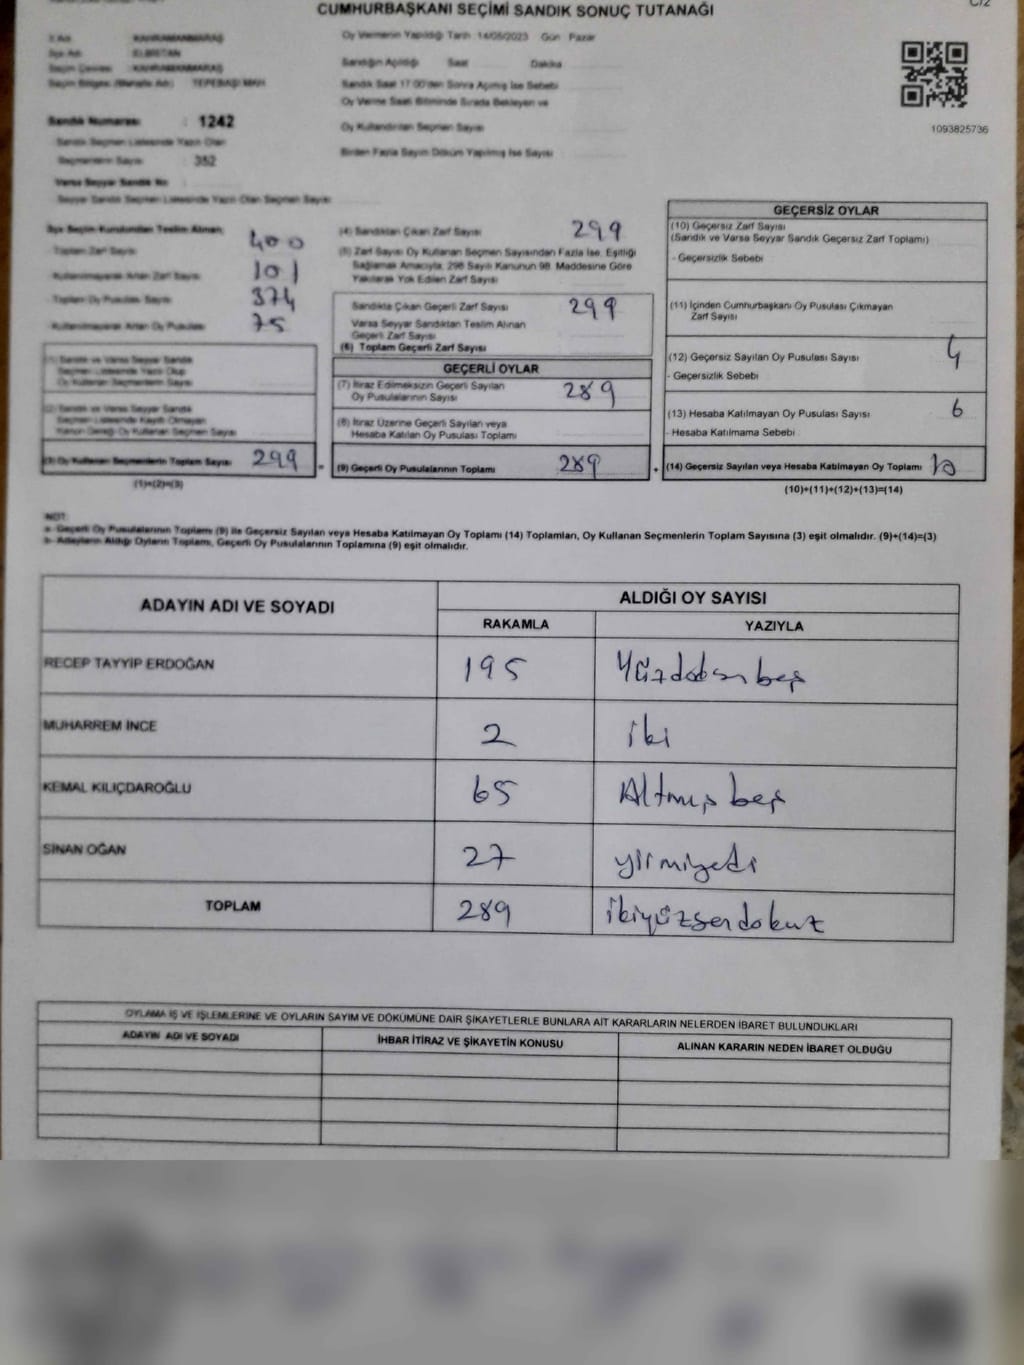 CUMHURBAŞKANI SEÇİMİ SANDIK SONUÇ TUTANAĞI
C/2
İl Adı KAHRAMANMARAŞ
İlçe Adı ELBİSTAN
Seçim Çevresi KAHRAMANMARAŞ
Seçim Bölgesi (Mahalle Adı) TEPEBAŞI MAH
Sandık Numarası : 1242
Sandık Seçmen Listesinde Yazılı Olan
Seçmenlerin Sayısı : 352
Varsa Seyyar Sandık No
Seyyar Sandık Seçmen Listesinde Yazılı Olan Seçmen Sayısı
Oy Vermenin Yapıldığı Tarih 14/05/2023 Gün Pazar
Sandığın Açıldığı Saat Dakika
Sandık Saat 17.00'den Sonra Açılmış İse Sebebi
Oy Verme Saati Bitiminde Sırada Bekleyen ve
Oy Kullandırılan Seçmen Sayısı
Birden Fazla Sayım Döküm Yapılmış İse Sayısı
1093825736
İlçe Seçim Kurulundan Teslim Alınan
Toplam Zarf Sayısı 400
Kullanılmayarak Artan Zarf Sayısı 101
Toplam Oy Pusulası Sayısı 374
Kullanılmayarak Artan Oy Pusulası 75
(1) Sandık ve Varsa Seyyar Sandık
Seçmen Listesinde Yazılı Olup
Oy Kullanan Seçmenlerin Sayısı
(2) Sandık ve Varsa Seyyar Sandık
Seçmen Listesinde Kayıtlı Olmayan
Kanun Gereği Oy Kullanan Seçmen Sayısı
(3) Oy Kullanan Seçmenlerin Toplam Sayısı 299 =
(1)+(2)=(3)
(4) Sandıktan Çıkan Zarf Sayısı 299
(5) Zarf Sayısı Oy Kullanan Seçmen Sayısından Fazla İse, Eşitliği
Sağlamak Amacıyla, 298 Sayılı Kanunun 98. Maddesine Göre
Yakılarak Yok Edilen Zarf Sayısı
Sandıkta Çıkan Geçerli Zarf Sayısı 299
Varsa Seyyar Sandıktan Teslim Alınan
Geçerli Zarf Sayısı
(6) Toplam Geçerli Zarf Sayısı
GEÇERLİ OYLAR
(7) İtiraz Edilmeksizin Geçerli Sayılan
Oy Pusulalarının Sayısı 289
(8) İtiraz Üzerine Geçerli Sayılan veya
Hesaba Katılan Oy Pusulası Toplamı
(9) Geçerli Oy Pusulalarının Toplamı 289 +
GEÇERSİZ OYLAR
(10) Geçersiz Zarf Sayısı
(Sandık ve Varsa Seyyar Sandık Geçersiz Zarf Toplamı)
- Geçersizlik Sebebi
(11) İçinden Cumhurbaşkanı Oy Pusulası Çıkmayan
Zarf Sayısı
(12) Geçersiz Sayılan Oy Pusulası Sayısı 4
- Geçersizlik Sebebi
(13) Hesaba Katılmayan Oy Pusulası Sayısı 6
- Hesaba Katılmama Sebebi
(14) Geçersiz Sayılan veya Hesaba Katılmayan Oy Toplamı 10
(10)+(11)+(12)+(13)=(14)
NOT:
a- Geçerli Oy Pusulalarının Toplamı (9) ile Geçersiz Sayılan veya Hesaba Katılmayan Oy Toplamı (14) Toplamları, Oy Kullanan Seçmenlerin Toplam Sayısına (3) eşit olmalıdır. (9)+(14)=(3)
b- Adayların Aldığı Oyların Toplamı, Geçerli Oy Pusulalarının Toplamına (9) eşit olmalıdır.
ADAYIN ADI VE SOYADI ALDIĞI OY SAYISI
RAKAMLA YAZIYLA
RECEP TAYYİP ERDOĞAN 195 Yüzdoksanbeş
MUHARREM İNCE 2 iki
KEMAL KILIÇDAROĞLU 65 Altmışbeş
SİNAN OĞAN 27 yirmiyedi
TOPLAM 289 ikiyüzsendokuz
OYLAMA İŞ VE İŞLEMLERİNE VE OYLARIN SAYIM VE DÖKÜMÜNE DAİR ŞİKAYETLERLE BUNLARA AİT KARARLARIN NELERDEN İBARET BULUNDUKLARI
ADAYIN ADI VE SOYADI İHBAR İTİRAZ VE ŞİKAYETİN KONUSU ALINAN KARARIN NEDEN İBARET OLDUĞU